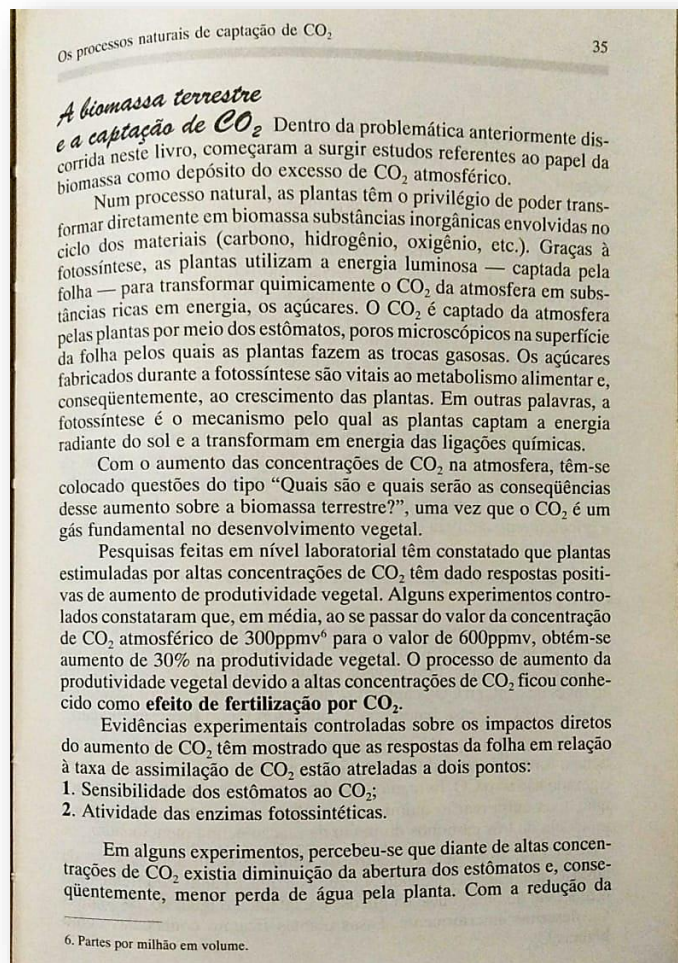 Os processos naturais de captação de CO₂
35
A biomassa terrestre
e a captação de CO₂ Dentro da problemática anteriormente dis-
corrida neste livro, começaram a surgir estudos referentes ao papel da
biomassa como depósito do excesso de CO₂ atmosférico.
Num processo natural, as plantas têm o privilégio de poder trans-
formar diretamente em biomassa substâncias inorgânicas envolvidas no
ciclo dos materiais (carbono, hidrogênio, oxigênio, etc.). Graças à
fotossíntese, as plantas utilizam a energia luminosa — captada pela
folha — para transformar quimicamente o CO₂ da atmosfera em subs-
tâncias ricas em energia, os açúcares. O CO₂ é captado da atmosfera
pelas plantas por meio dos estômatos, poros microscópicos na superfície
da folha pelos quais as plantas fazem as trocas gasosas. Os açúcares
fabricados durante a fotossíntese são vitais ao metabolismo alimentar e,
conseqüentemente, ao crescimento das plantas. Em outras palavras, a
fotossíntese é o mecanismo pelo qual as plantas captam a energia
radiante do sol e a transformam em energia das ligações químicas.
Com o aumento das concentrações de CO₂ na atmosfera, têm-se
colocado questões do tipo “Quais são e quais serão as conseqüências
desse aumento sobre a biomassa terrestre?”, uma vez que o CO₂ é um
gás fundamental no desenvolvimento vegetal.
Pesquisas feitas em nível laboratorial têm constatado que plantas
estimuladas por altas concentrações de CO₂ têm dado respostas positi-
vas de aumento de produtividade vegetal. Alguns experimentos contro-
lados constataram que, em média, ao se passar do valor da concentração
de CO₂ atmosférico de 300ppmv⁶ para o valor de 600ppmv, obtém-se
aumento de 30% na produtividade vegetal. O processo de aumento da
produtividade vegetal devido a altas concentrações de CO₂ ficou conhe-
cido como efeito de fertilização por CO₂.
Evidências experimentais controladas sobre os impactos diretos
do aumento de CO₂ têm mostrado que as respostas da folha em relação
à taxa de assimilação de CO₂ estão atreladas a dois pontos:
1. Sensibilidade dos estômatos ao CO₂;
2. Atividade das enzimas fotossintéticas.
Em alguns experimentos, percebeu-se que diante de altas concen-
trações de CO₂ existia diminuição da abertura dos estômatos e, conse-
qüentemente, menor perda de água pela planta. Com a redução da
6. Partes por milhão em volume.